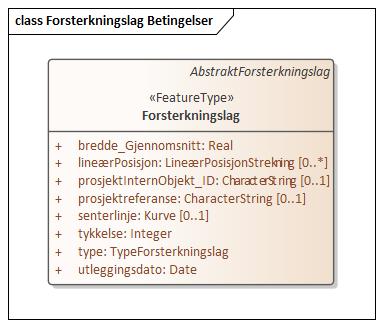 class Forsterkningslag Betingelser
AbstraktForsterkningslag
«FeatureType»
Forsterkningslag
+ bredde_Gjennomsnitt: Real
+ lineærPosisjon: LineærPosisjonStrekning [0..*]
+ prosjektInternObjekt_ID: CharacterString [0..1]
+ prosjektreferanse: CharacterString [0..1]
+ senterlinje: Kurve [0..1]
+ tykkelse: Integer
+ type: TypeForsterkningslag
+ utleggingsdato: Date